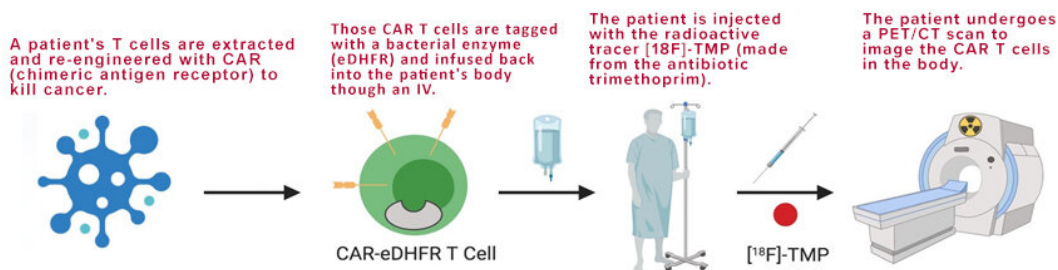 A patient's T cells are extracted
and re-engineered with CAR
(chimeric antigen receptor) to
kill cancer.
Those CAR T cells are tagged
with a bacterial enzyme
(eDHFR) and infused back
into the patient's body
though an IV.
The patient is injected
with the radioactive
tracer [18F]-TMP (made
from the antibiotic
trimethoprim).
The patient undergoes
a PET/CT scan to
image the CAR T cells
in the body.
CAR-eDHFR T Cell
[¹⁸F]-TMP